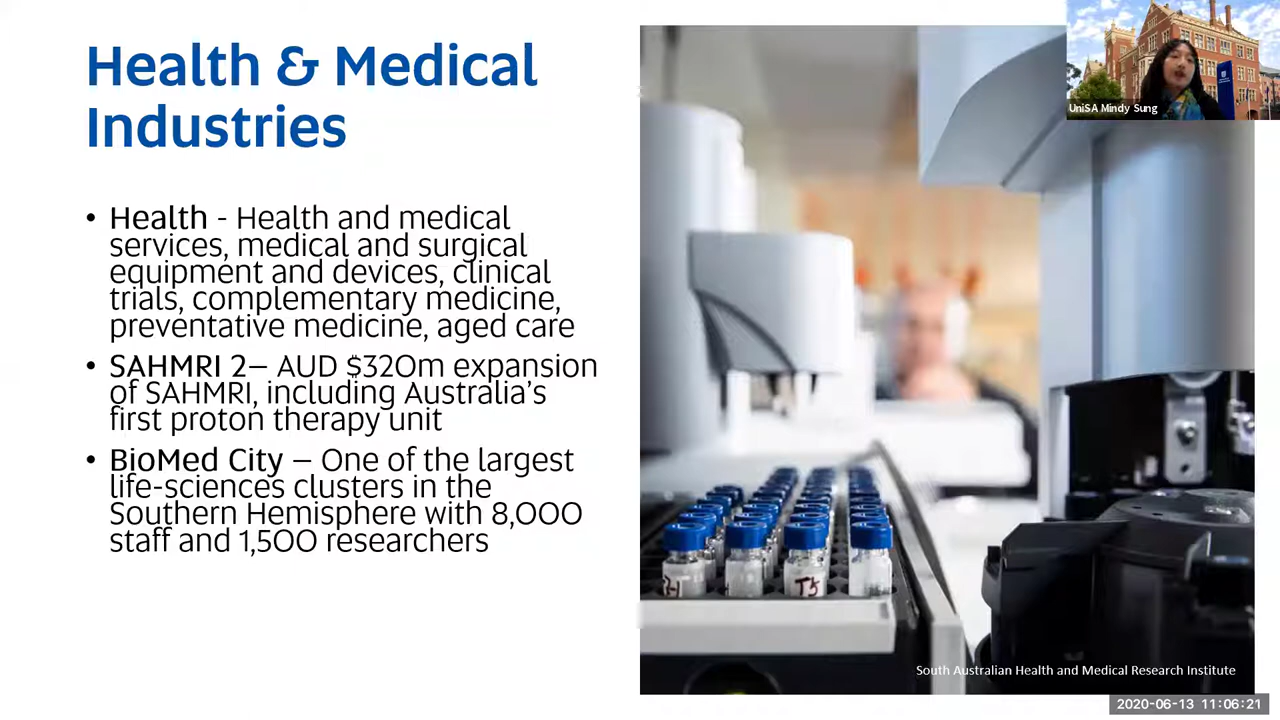 Health & Medical
Industries
• Health - Health and medical
services, medical and surgical
equipment and devices, clinical
trials, complementary medicine,
preventative medicine, aged care
• SAHMRI 2– AUD $320m expansion
of SAHMRI, including Australia's
first proton therapy unit
• BioMed City – One of the largest
life-sciences clusters in the
Southern Hemisphere with 8,000
staff and 1,500 researchers
UniSA Mindy Sung
T5
South Australian Health and Medical Research Institute
2020-06-13 11:06:21